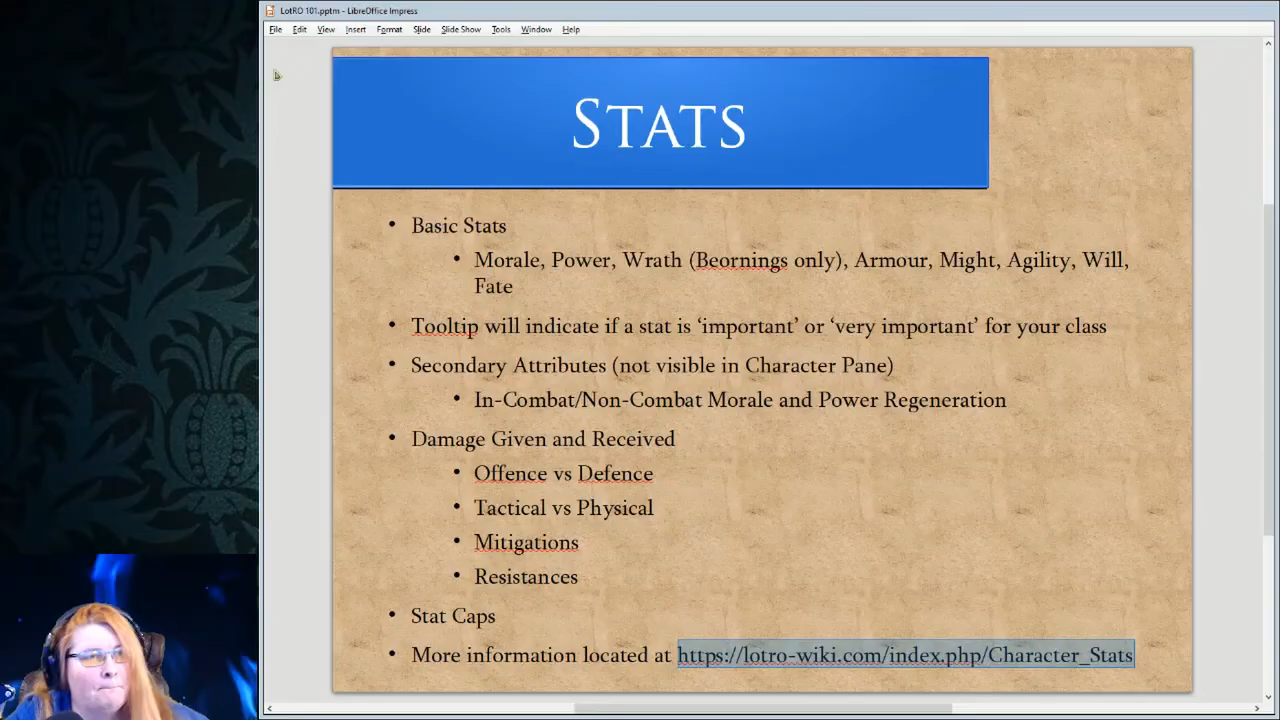 LotRO 101.pptm - LibreOffice Impress
File Edit View Insert Format Slide Slide Show Tools Window Help
STATS
• Basic Stats
• Morale, Power, Wrath (Beornings only), Armour, Might, Agility, Will,
Fate
• Tooltip will indicate if a stat is ‘important’ or ‘very important’ for your class
• Secondary Attributes (not visible in Character Pane)
• In-Combat/Non-Combat Morale and Power Regeneration
• Damage Given and Received
• Offence vs Defence
• Tactical vs Physical
• Mitigations
• Resistances
• Stat Caps
• More information located at https://lotro-wiki.com/index.php/Character_Stats